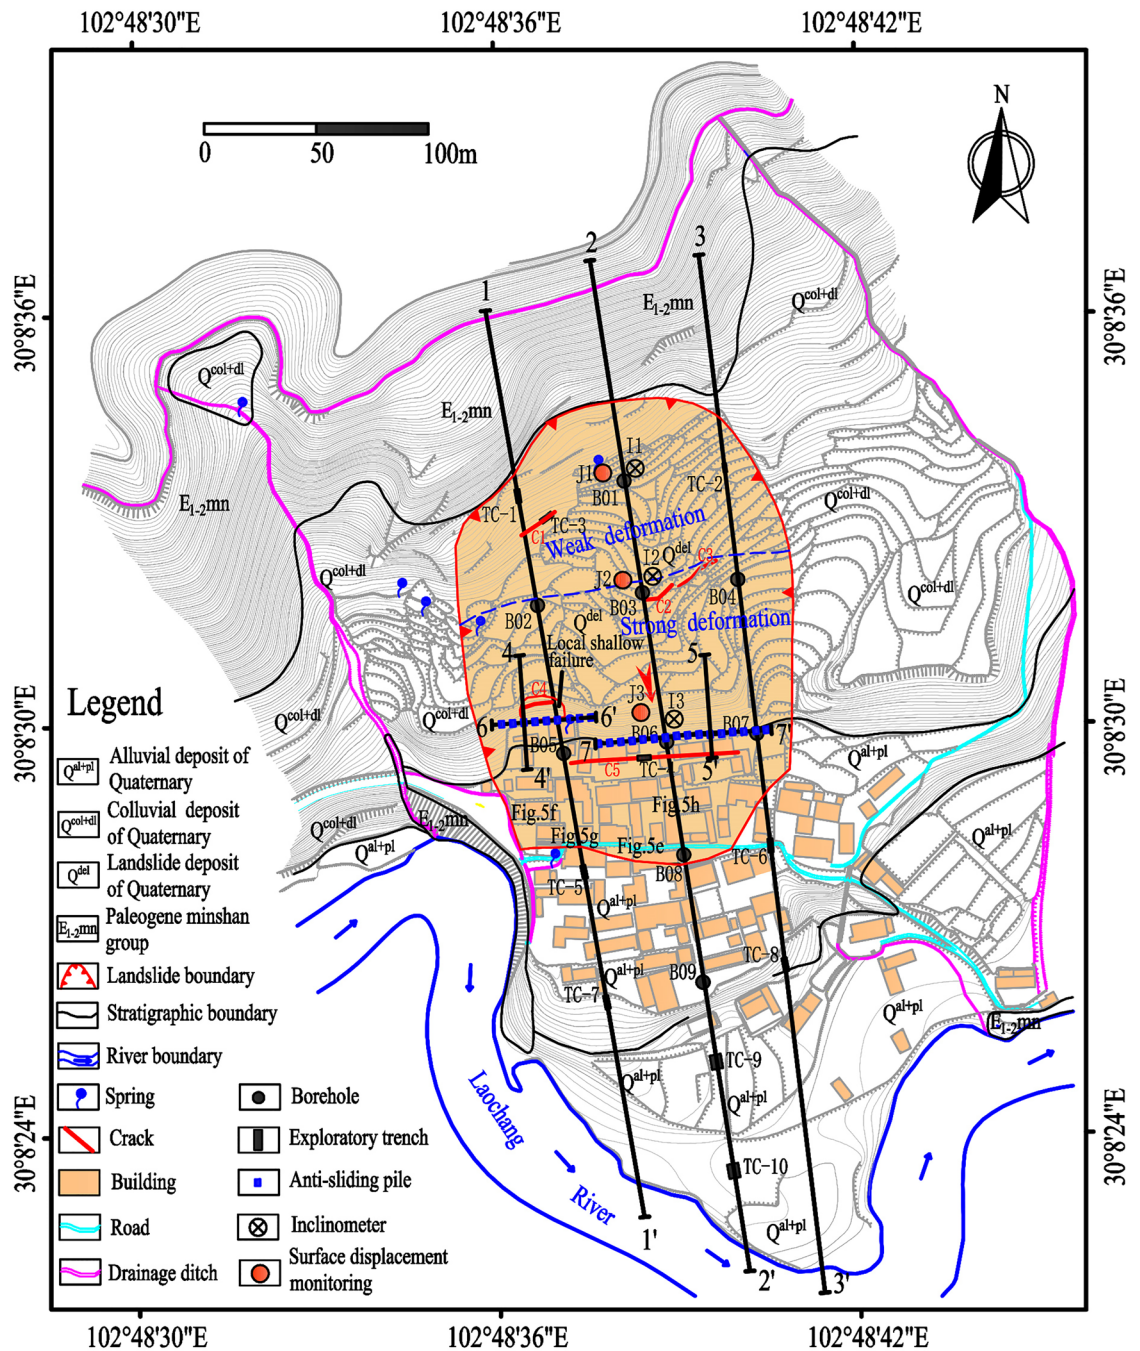 102°48'30"E
102°48'36"E
102°48'42"E
N
0
50
100m
30°8'36"E
30°8'36"E
1
2
3
E1-2mn
Qcol+dl
Qcol+dl
E1-2mn
E1-2mn
J1
I1
B01
TC-2
Qcol+dl
TC-1
TC-3
C1
Weak deformation
I2
Qdel
C3
J2
B03
C2
B04
Qcol+dl
Qcol+dl
B02
Qdel
Strong deformation
Local shallow
failure
4
5
C4
J3
I3
Qcol+dl
Qcol+dl
6
6'
B06
B07
7'
30°8'30"E
30°8'30"E
B05
7
TC-4
C5
4'
5'
Qal+pl
Fig.5f
Fig.5h
Fig.5g
Fig.5e
E1-2mn
Qcol+dl
Qal+pl
Qal+pl
TC-6
TC-5
B08
Qal+pl
TC-8
B09
Qal+pl
TC-7
Qal+pl
E1-2mn
TC-9
Qal+pl
Qal+pl
Laochang
River
TC-10
Qal+pl
30°8'24"E
30°8'24"E
1'
2'
3'
Legend
Qal+pl
Alluvial deposit of
Quaternary
Qcol+dl
Colluvial deposit
of Quaternary
Qdel
Landslide deposit
of Quaternary
E1-2mn
Paleogene minshan
group
Landslide boundary
Stratigraphic boundary
River boundary
Spring
Borehole
Crack
Exploratory trench
Building
Anti-sliding pile
Road
Inclinometer
Drainage ditch
Surface displacement
monitoring
102°48'30"E
102°48'36"E
102°48'42"E